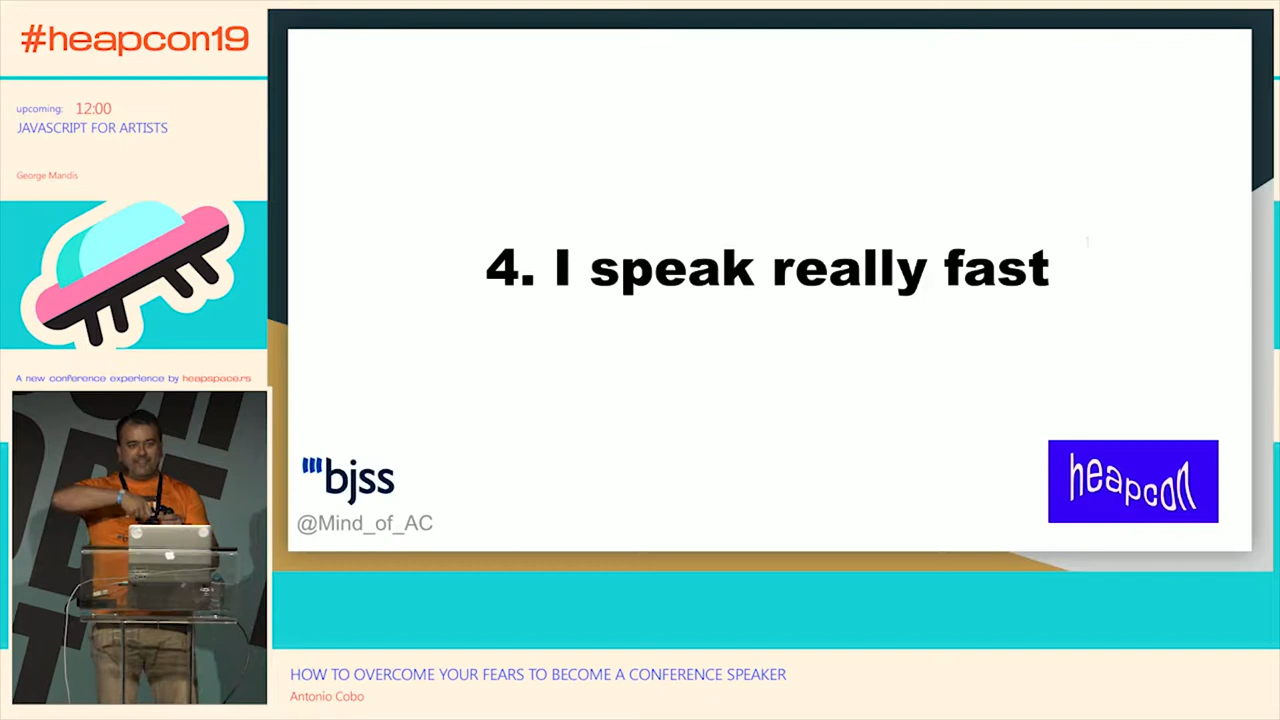 #heapcon19
upcoming: 12:00
JAVASCRIPT FOR ARTISTS
George Mandis
A new conference experience by heapspace.rs
4. I speak really fast
bjss
@Mind_of_AC
heapcon
HOW TO OVERCOME YOUR FEARS TO BECOME A CONFERENCE SPEAKER
Antonio Cobo